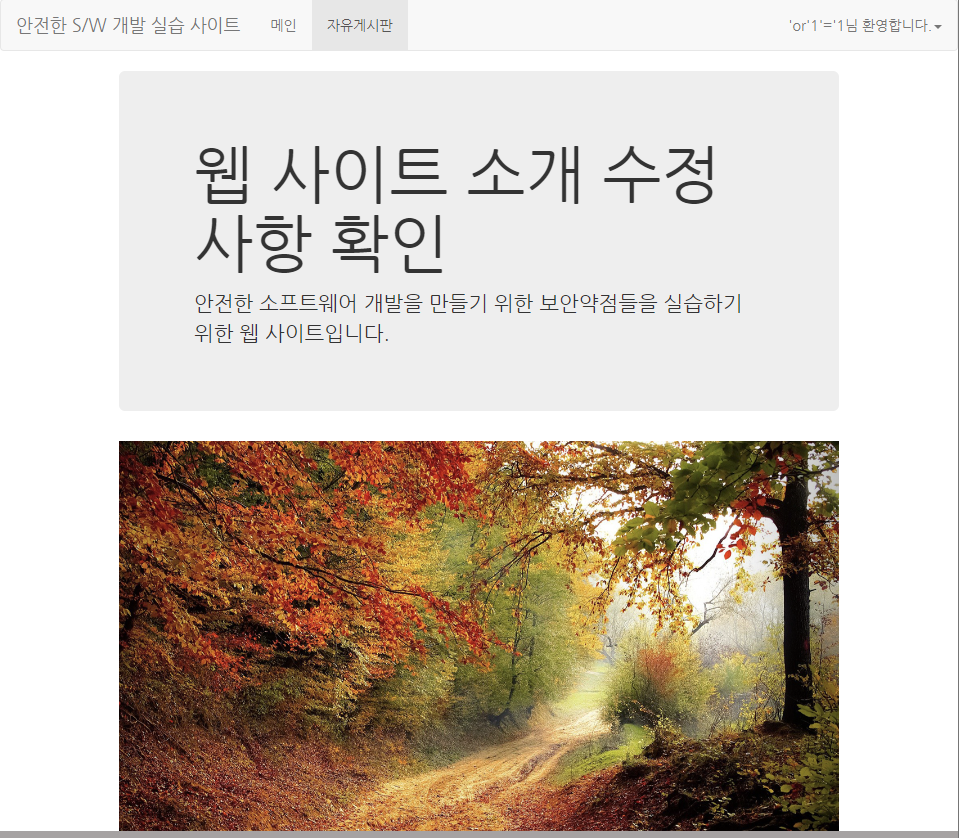 안전한 S/W 개발 실습 사이트 메인 자유게시판 'or'1'='1님 환영합니다.
웹 사이트 소개 수정
사항 확인
안전한 소프트웨어 개발을 만들기 위한 보안약점들을 실습하기
위한 웹 사이트입니다.